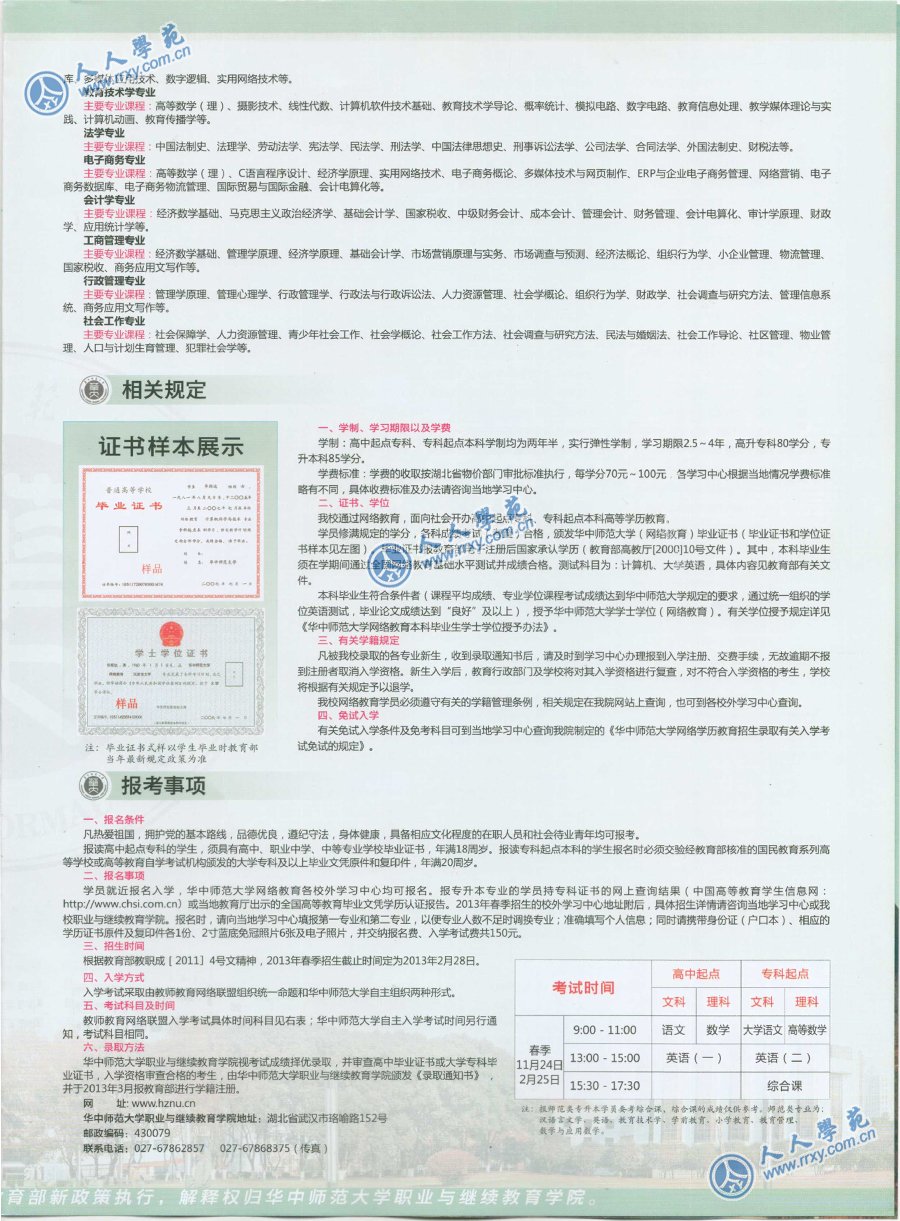 人人學苑
www.rrxy.com.cn
库、多媒体应用技术、数字逻辑、实用网络技术等。
教育技术学专业
主要专业课程：高等数学（理）、摄影技术、线性代数、计算机软件技术基础、教育技术学导论、概率统计、模拟电路、数字电路、教育信息处理、教学媒体理论与实
践、计算机动画、教育传播学等。
法学专业
主要专业课程：中国法制史、法理学、劳动法学、宪法学、民法学、刑法学、中国法律思想史、刑事诉讼法学、公司法学、合同法学、外国法制史、财税法等。
电子商务专业
主要专业课程：高等数学（理）、C语言程序设计、经济学原理、实用网络技术、电子商务概论、多媒体技术与网页制作、ERP与企业电子商务管理、网络营销、电子
商务数据库、电子商务物流管理、国际贸易与国际金融、会计电算化等。
会计学专业
主要专业课程：经济数学基础、马克思主义政治经济学、基础会计学、国家税收、中级财务会计、成本会计、管理会计、财务管理、会计电算化、审计学原理、财政
学、应用统计学等。
工商管理专业
主要专业课程：经济数学基础、管理学原理、经济学原理、基础会计学、市场营销原理与实务、市场调查与预测、经济法概论、组织行为学、小企业管理、物流管理、
国家税收、商务应用文写作等。
行政管理专业
主要专业课程：管理学原理、管理心理学、行政管理学、行政法与行政诉讼法、人力资源管理、社会学概论、组织行为学、财政学、社会调查与研究方法、管理信息系
统、商务应用文写作等。
社会工作专业
主要专业课程：社会保障学、人力资源管理、青少年社会工作、社会学概论、社会工作方法、社会调查与研究方法、民法与婚姻法、社会工作导论、社区管理、物业管
理、人口与计划生育管理、犯罪社会学等。
相关规定
证书样本展示
普通高等学校
毕业证书
样品
华中师范大学
二〇〇七年七月一日
学士学位证书
样品
注：毕业证书式样以学生毕业时教育部
当年最新规定政策为准
一、学制、学习期限以及学费
学制：高中起点专科、专科起点本科学制均为两年半，实行弹性学制，学习期限2.5～4年，高升专科80学分，专
升本科85学分。
学费标准：学费的收取按湖北省物价部门审批标准执行，每学分70元～100元，各学习中心根据当地情况学费标准
略有不同，具体收费标准及办法请咨询当地学习中心。
二、证书、学位
我校通过网络教育，面向社会开办高中起点专科、专科起点本科高等学历教育。
学员修满规定的学分，各科成绩考试（考查）合格，颁发华中师范大学（网络教育）毕业证书（毕业证和学位证
书样本见左图），毕业证书报教育部电子注册后国家承认学历（教育部高教厅[2000]10号文件）。其中，本科毕业生
须在学期间通过全国网络教育基础水平测试并成绩合格。测试科目为：计算机、大学英语，具体内容见教育部有关文
件。
本科毕业生符合条件者（课程平均成绩、专业学位课程考试成绩达到华中师范大学规定的要求，通过统一组织的学
位英语测试，毕业论文成绩达到“良好”及以上），授予华中师范大学学士学位（网络教育）。有关学位授予规定详见
《华中师范大学网络教育本科毕业生学士学位授予办法》。
三、有关学籍规定
凡被我校录取的各专业新生，收到录取通知书后，请及时到学习中心办理报到入学注册、交费手续，无故逾期不报
到注册者取消入学资格。新生入学后，教育行政部门及学校将对其入学资格进行复查，对不符合入学资格的考生，学校
将根据有关规定予以退学。
我校网络教育学员必须遵守有关的学籍管理条例，相关规定在我院网站上查询，也可到各校外学习中心查询。
四、免试入学
有关免试入学条件及免考科目可到当地学习中心查询我院制定的《华中师范大学网络学历教育招生录取有关入学考
试免试的规定》。
人人學苑
www.rrxy.com.cn
报考事项
一、报名条件
凡热爱祖国，拥护党的基本路线，品德优良，遵纪守法，身体健康，具备相应文化程度的在职人员和社会待业青年均可报考。
报读高中起点专科的学生，须具有高中、职业中学、中等专业学校毕业证书，年满18周岁。报读专科起点本科的学生报名时必须交验经教育部核准的国民教育系列高
等学校或高等教育自学考试机构颁发的大学专科及以上毕业文凭原件和复印件，年满20周岁。
二、报名事项
学员就近报名入学，华中师范大学网络教育各校外学习中心均可报名。报专升本专业的学员持专科证书的网上查询结果（中国高等教育学生信息网：
http://www.chsi.com.cn）或当地教育厅出示的全国高等教育毕业文凭学历认证报告。2013年春季招生的校外学习中心地址附后，具体招生详情请咨询当地学习中心或我
校职业与继续教育学院。报名时，请向当地学习中心填报第一专业和第二专业，以便专业人数不足时调换专业；准确填写个人信息；同时请携带身份证（户口本）、相应的
学历证书原件及复印件各1份、2寸蓝底免冠照片6张及电子照片，并交纳报名费、入学考试费共150元。
三、招生时间
根据教育部教职成［2011］4号文精神，2013年春季招生截止时间定为2013年2月28日。
四、入学方式
入学考试采取由教师教育网络联盟组织统一命题和华中师范大学自主组织两种形式。
五、考试科目及时间
教师教育网络联盟入学考试具体时间科目见右表；华中师范大学自主入学考试时间另行通
知，考试科目相同。
六、录取方法
华中师范大学职业与继续教育学院视考试成绩择优录取，并审查高中毕业证书或大学专科毕
业证书，入学资格审查合格的考生，由华中师范大学职业与继续教育学院颁发《录取通知书》，
并于2013年3月报教育部进行学籍注册。
网 址: www.hznu.cn
华中师范大学职业与继续教育学院地址：湖北省武汉市珞喻路152号
邮政编码：430079
联系电话：027-67862857 027-67868375（传真）
考试时间 高中起点 专科起点
文科 理科 文科 理科
春季
11月24日
2月25日
9:00 - 11:00 语文 数学 大学语文 高等数学
13:00 - 15:00 英语（一） 英语（二）
15:30 - 17:30 综合课
注：报师范类专升本学员要考综合课，综合课的成绩仅供参考。师范类专业为：
汉语言文学、英语、教育技术学、学前教育、小学教育、教育管理、
数学与应用数学。
人人學苑
www.rrxy.com.cn
育部新政策执行，解释权归华中师范大学职业与继续教育学院。